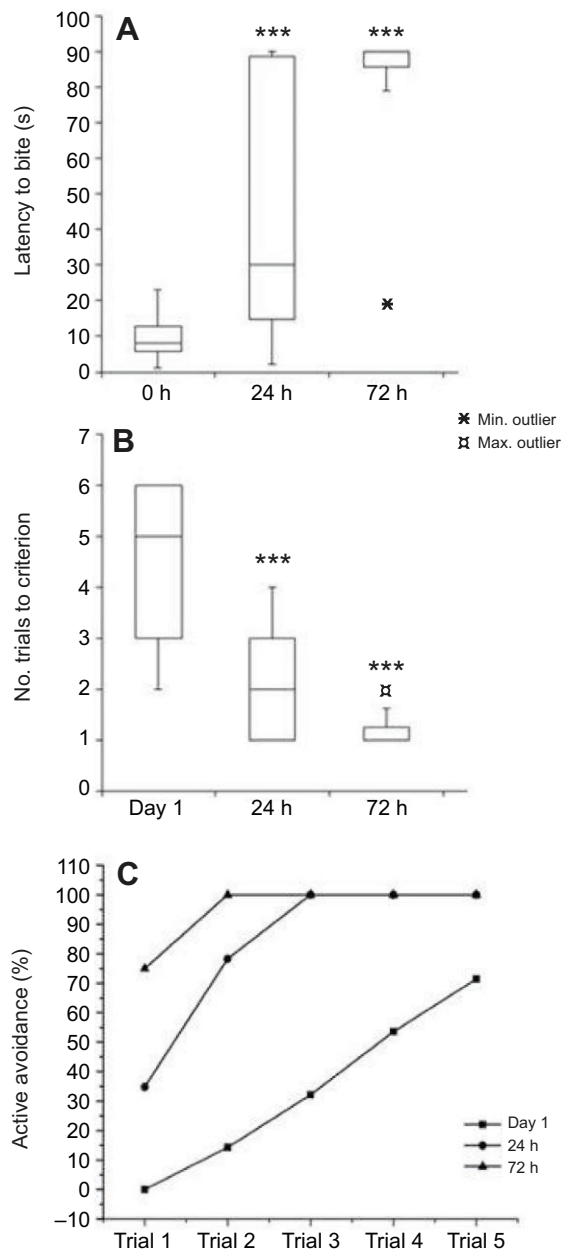 A
Latency to bite (s)
100
90
80
70
60
50
40
30
20
10
0
***
***
0 h 24 h 72 h
Min. outlier
Max. outlier
B
No. trials to criterion
7
6
5
4
3
2
1
0
***
***
Day 1 24 h 72 h
C
Active avoidance (%)
110
100
90
80
70
60
50
40
30
20
10
0
–10
Day 1
24 h
72 h
Trial 1 Trial 2 Trial 3 Trial 4 Trial 5